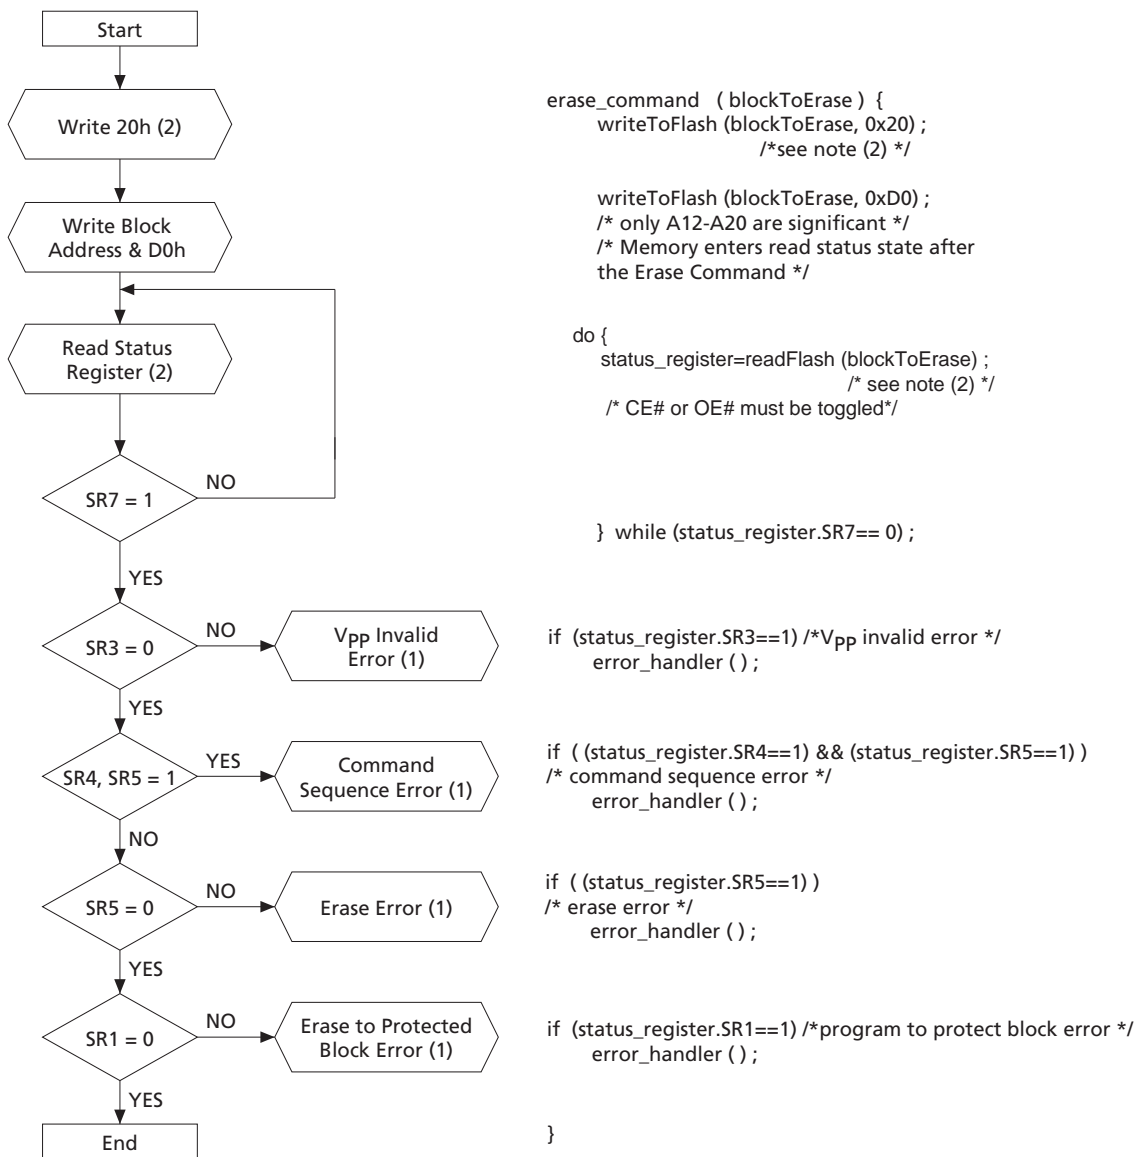 Start
Write 20h (2)
Write Block
Address & D0h
Read Status
Register (2)
SR7 = 1
NO
YES
SR3 = 0
NO
VPP Invalid
Error (1)
YES
SR4, SR5 = 1
YES
Command
Sequence Error (1)
NO
SR5 = 0
NO
Erase Error (1)
YES
SR1 = 0
NO
Erase to Protected
Block Error (1)
YES
End
erase_command ( blockToErase ) {
writeToFlash (blockToErase, 0x20) ;
/*see note (2) */
writeToFlash (blockToErase, 0xD0) ;
/* only A12-A20 are significant */
/* Memory enters read status state after
the Erase Command */
do {
status_register=readFlash (blockToErase) ;
/* see note (2) */
/* CE# or OE# must be toggled*/
} while (status_register.SR7== 0) ;
if (status_register.SR3==1) /*VPP invalid error */
error_handler ( ) ;
if ( (status_register.SR4==1) && (status_register.SR5==1) )
/* command sequence error */
error_handler ( ) ;
if ( (status_register.SR5==1) )
/* erase error */
error_handler ( ) ;
if (status_register.SR1==1) /*program to protect block error */
error_handler ( ) ;
}